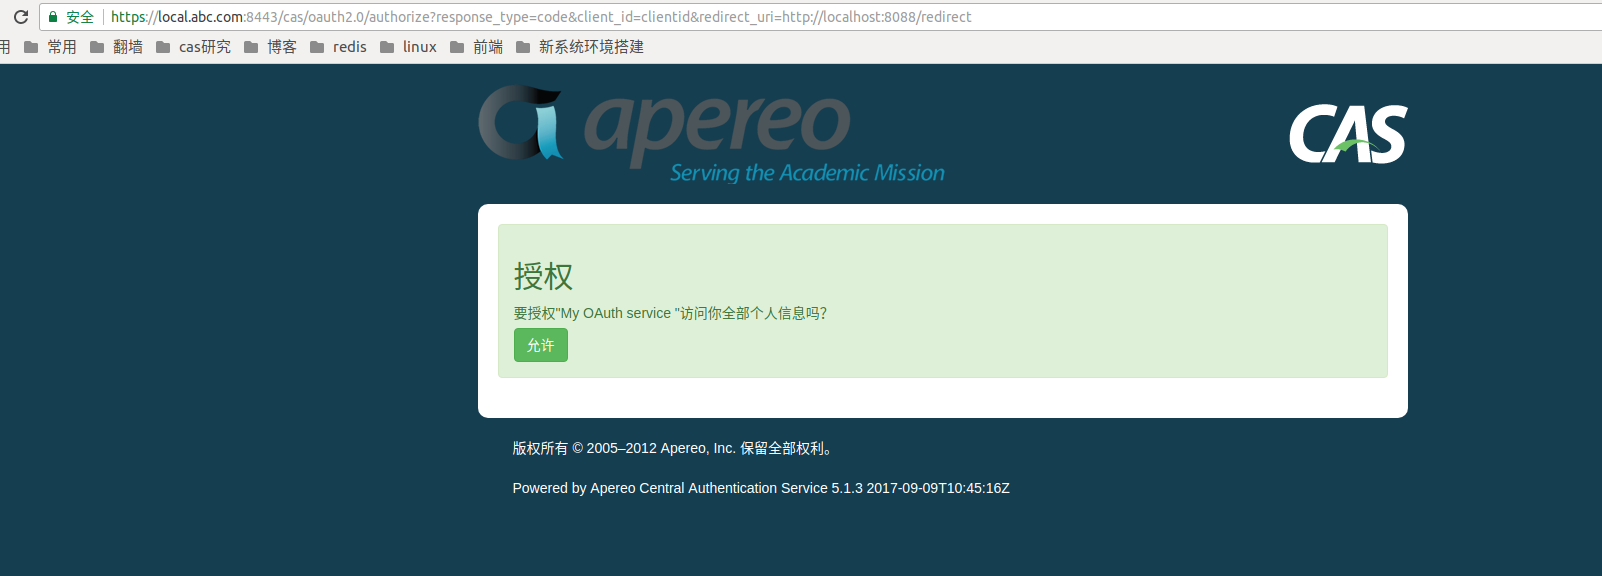 安全 https://local.abc.com:8443/cas/oauth2.0/authorize?response_type=code&client_id=clientid&redirect_uri=http://localhost:8088/redirect
用 常用 翻墙 cas研究 博客 redis linux 前端 新系统环境搭建
apereo
Serving the Academic Mission
CAS
授权
要授权"My OAuth service "访问你全部个人信息吗?
允许
版权所有 © 2005–2012 Apereo, Inc. 保留全部权利。
Powered by Apereo Central Authentication Service 5.1.3 2017-09-09T10:45:16Z